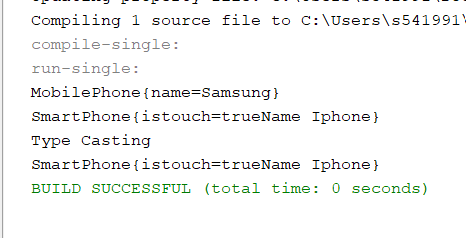 Compiling 1 source file to C:\Users\s541991\
compile-single:
run-single:
MobilePhone{name=Samsung}
SmartPhone{istouch=trueName Iphone}
Type Casting
SmartPhone{istouch=trueName Iphone}
BUILD SUCCESSFUL (total time: 0 seconds)